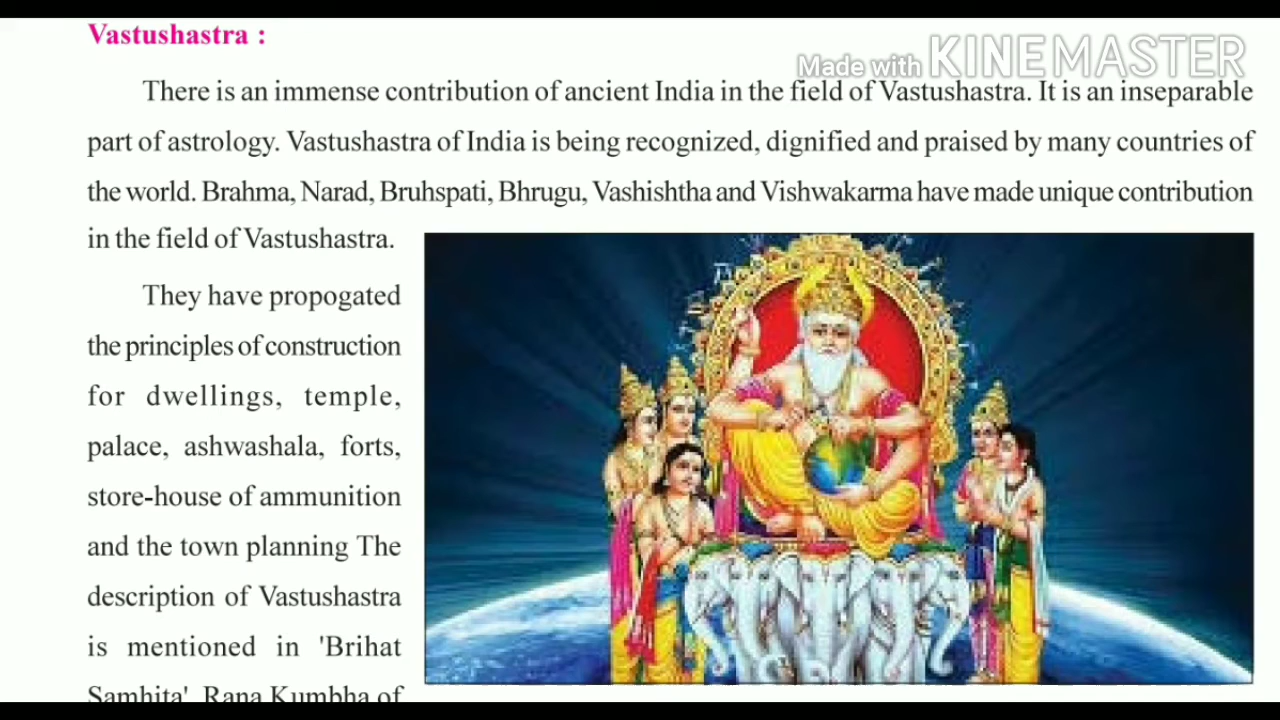 Vastushastra :
Made with KINEMASTER
There is an immense contribution of ancient India in the field of Vastushastra. It is an inseparable
part of astrology. Vastushastra of India is being recognized, dignified and praised by many countries of
the world. Brahma, Narad, Bruhspati, Bhrugu, Vashishtha and Vishwakarma have made unique contribution
in the field of Vastushastra.
They have propogated
the principles of construction
for dwellings, temple,
palace, ashwashala, forts,
store-house of ammunition
and the town planning The
description of Vastushastra
is mentioned in 'Brihat
Samhita'. Rana Kumbha of